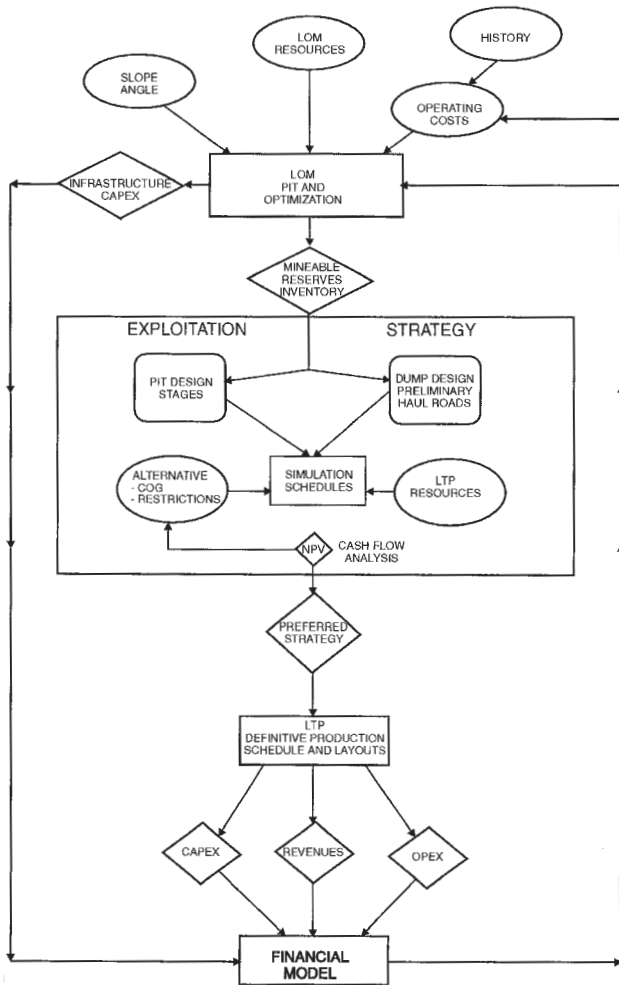 HISTORY
LOM
RESOURCES
SLOPE
ANGLE
OPERATING
COSTS
INFRASTRUCTURE
CAPEX
LOM
PIT AND
OPTIMIZATION
MINEABLE
RESERVES
INVENTORY
EXPLOITATION STRATEGY
PIT DESIGN
STAGES
DUMP DESIGN
PRELIMINARY
HAUL ROADS
ALTERNATIVE
- COG
- RESTRICTIONS
SIMULATION
SCHEDULES
LTP
RESOURCES
NPV
CASH FLOW
ANALYSIS
PREFERRED
STRATEGY
LTP
DEFINITIVE PRODUCTION
SCHEDULE AND LAYOUTS
CAPEX
REVENUES
OPEX
FINANCIAL
MODEL